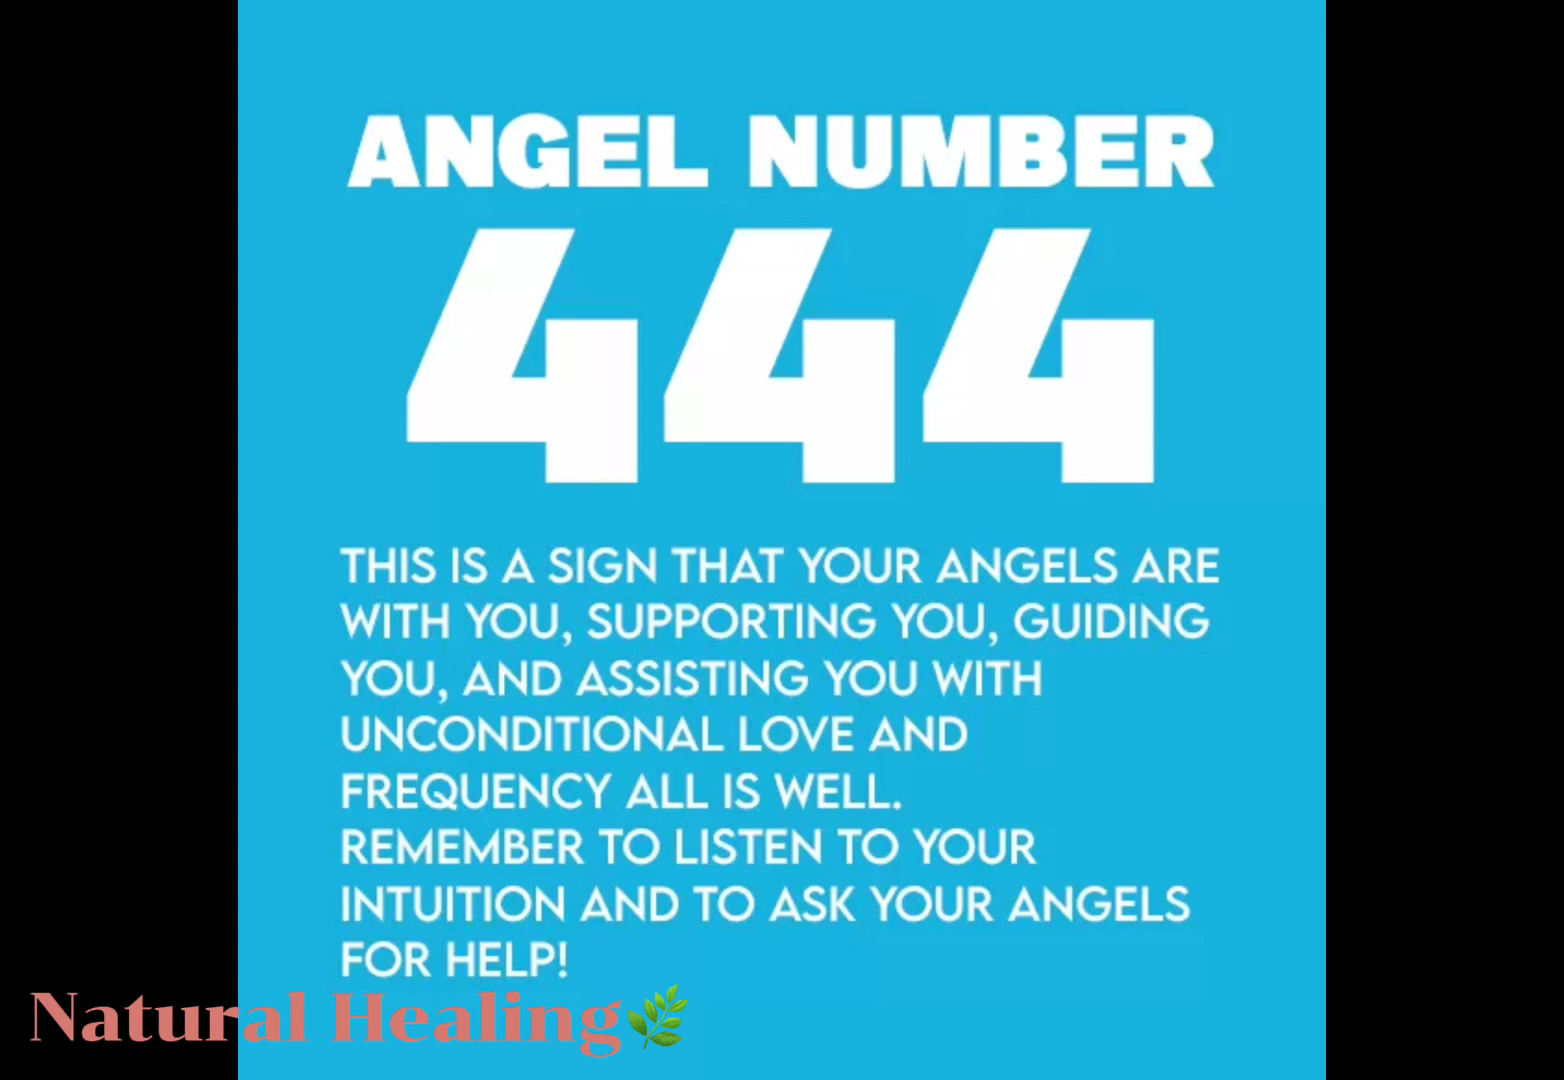 ANGEL NUMBER
444
THIS IS A SIGN THAT YOUR ANGELS ARE
WITH YOU, SUPPORTING YOU, GUIDING
YOU, AND ASSISTING YOU WITH
UNCONDITIONAL LOVE AND
FREQUENCY ALL IS WELL.
REMEMBER TO LISTEN TO YOUR
INTUITION AND TO ASK YOUR ANGELS
FOR HELP!
Natural Healing🌿